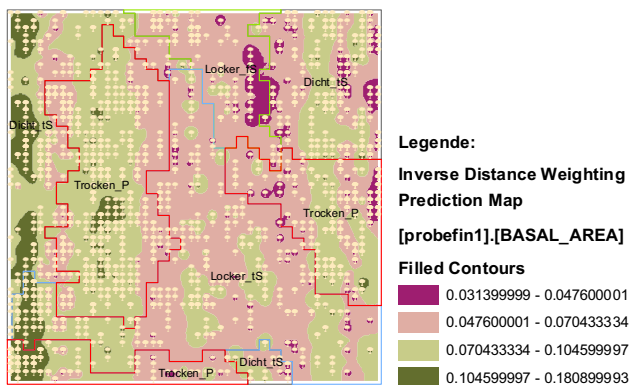 Locker_tS
Dicht_tS
Dicht_tS
Trocken_P
Trocken_P
Locker_tS
Dicht_tS
Trocken_P
Legende:
Inverse Distance Weighting
Prediction Map
[probefin1].[BASAL_AREA]
Filled Contours
0.031399999 - 0.047600001
0.047600001 - 0.070433334
0.070433334 - 0.104599997
0.104599997 - 0.180899993